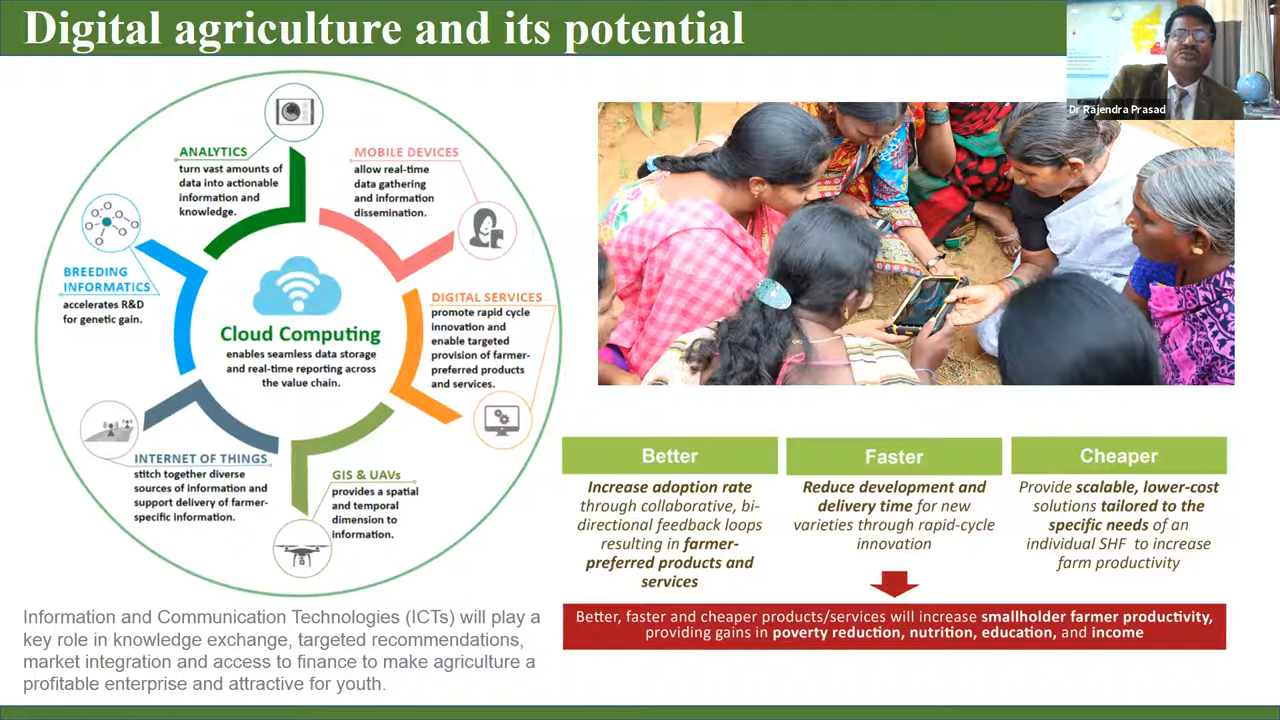 Digital agriculture and its potential
Dr Rajendra Prasad
ANALYTICS
turn vast amounts of
data into actionable
information and
knowledge.
MOBILE DEVICES
allow real-time
data gathering
and information
dissemination.
BREEDING
INFORMATICS
accelerates R&D
for genetic gain.
DIGITAL SERVICES
promote rapid cycle
innovation and
enable targeted
provision of farmer-
preferred products
and services.
Cloud Computing
enables seamless data storage
and real-time reporting across
the value chain.
INTERNET OF THINGS
stitch together diverse
sources of information and
support delivery of farmer-
specific information.
GIS & UAVs
provides a spatial
and temporal
dimension to
information.
Information and Communication Technologies (ICTs) will play a
key role in knowledge exchange, targeted recommendations,
market integration and access to finance to make agriculture a
profitable enterprise and attractive for youth.
Better
Increase adoption rate
through collaborative, bi-
directional feedback loops
resulting in farmer-
preferred products and
services
Faster
Reduce development and
delivery time for new
varieties through rapid-cycle
innovation
Cheaper
Provide scalable, lower-cost
solutions tailored to the
specific needs of an
individual SHF to increase
farm productivity
Better, faster and cheaper products/services will increase smallholder farmer productivity,
providing gains in poverty reduction, nutrition, education, and income